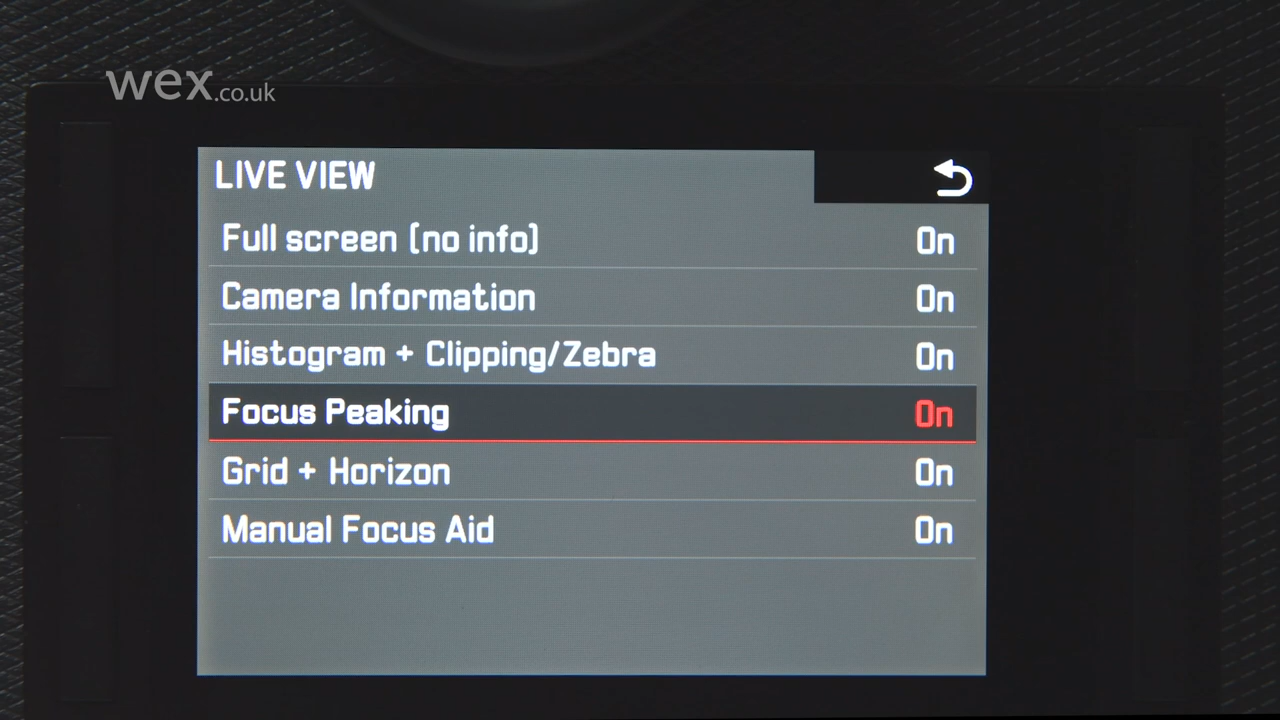 wex.co.uk
LIVE VIEW
Full screen (no info) On
Camera Information On
Histogram + Clipping/Zebra On
Focus Peaking On
Grid + Horizon On
Manual Focus Aid On